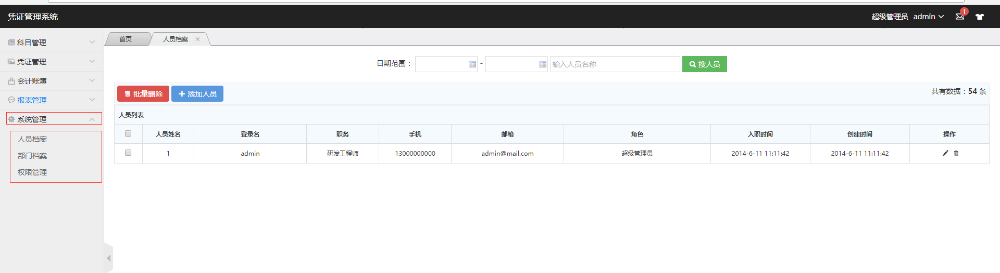 凭证管理系统
超级管理员 admin 1
科目管理
凭证管理
会计账簿
报表管理
系统管理
人员档案
部门档案
权限管理
首页 人员档案
日期范围： - 输入人员名称 搜人员
批量删除 添加人员 共有数据：54 条
人员列表
人员姓名 登录名 职务 手机 邮箱 角色 入职时间 创建时间 操作
1 admin 研发工程师 13000000000 admin@mail.com 超级管理员 2014-6-11 11:11:42 2014-6-11 11:11:42